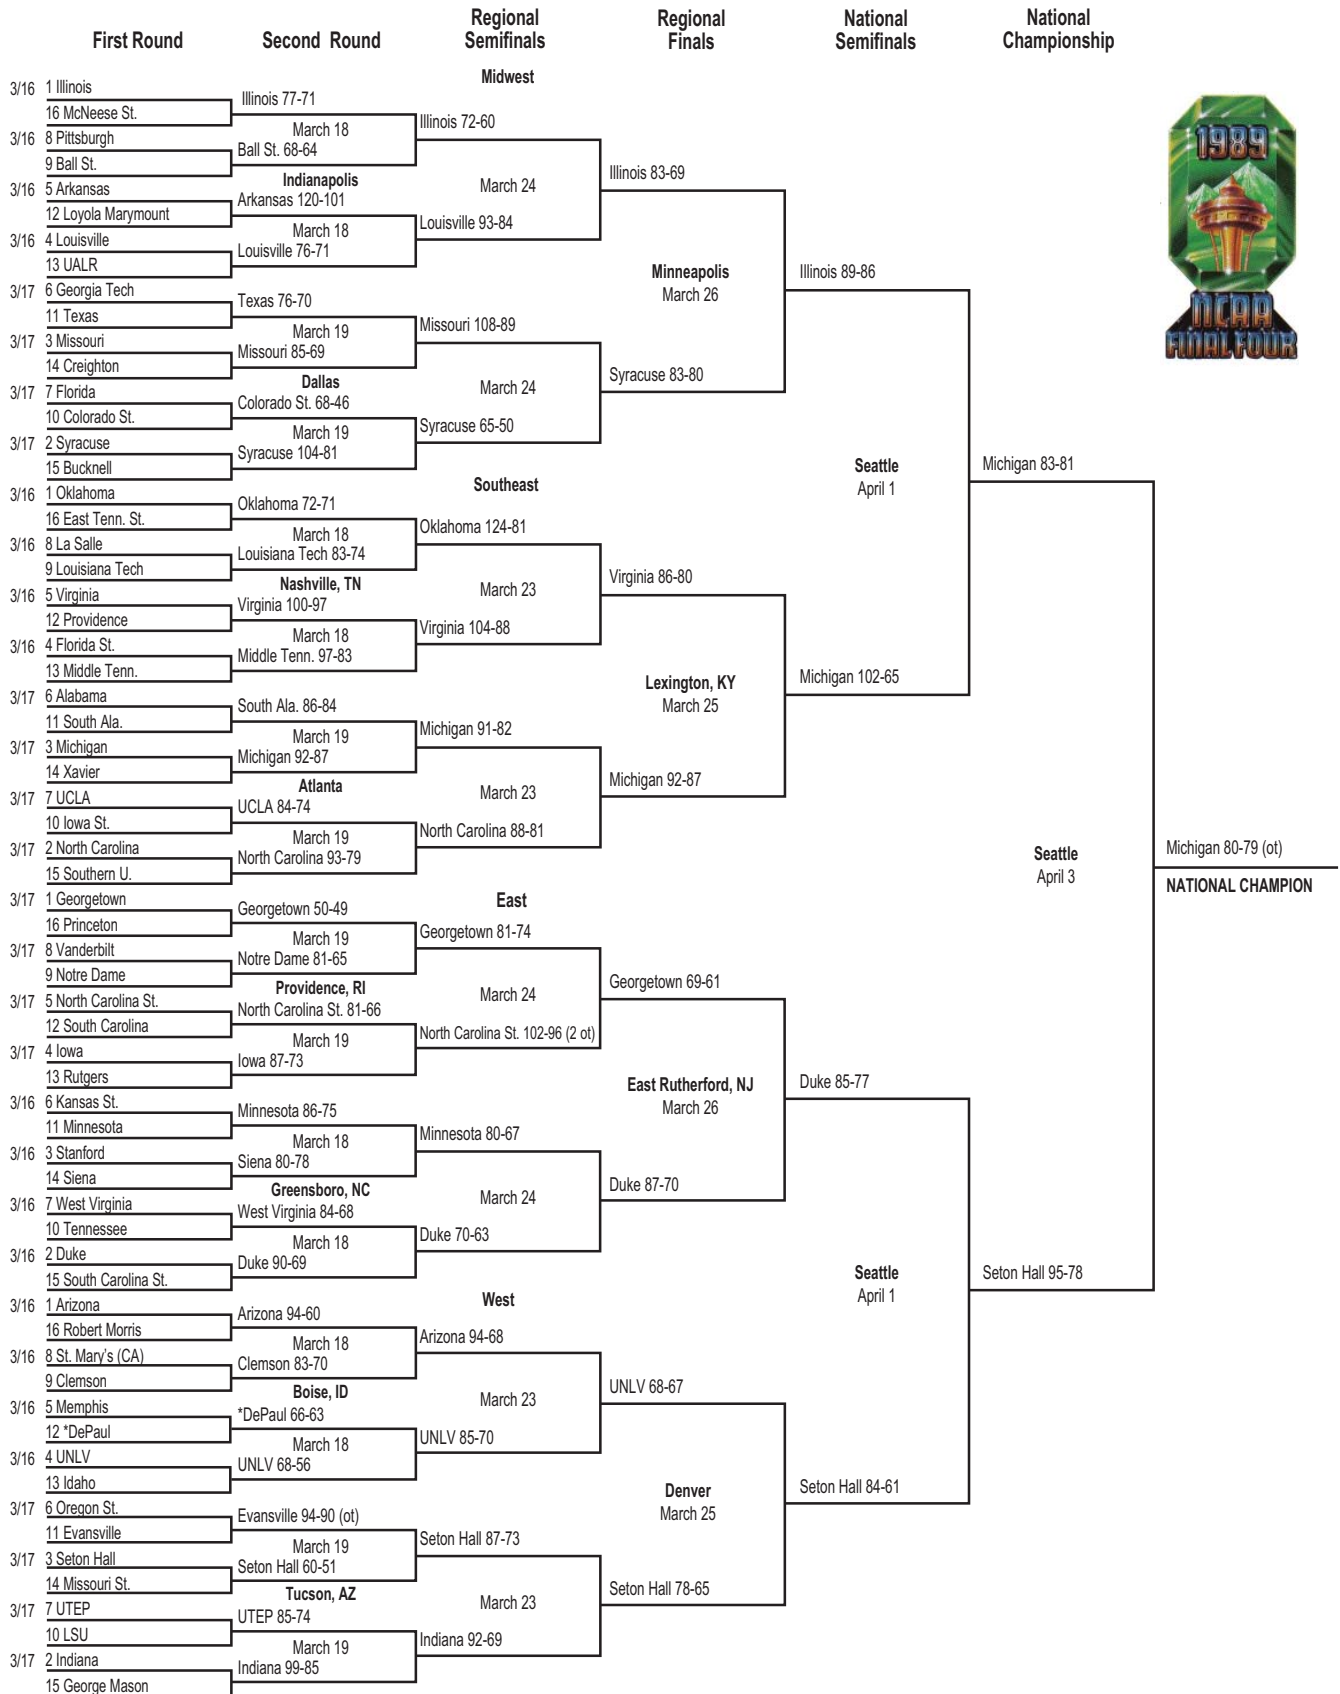 First Round
Second Round
Regional
Semifinals
Regional
Finals
National
Semifinals
National
Championship
1989
NCAA
FINAL FOUR
Midwest
3/16 1 Illinois
16 McNeese St.
3/16 8 Pittsburgh
9 Ball St.
3/16 5 Arkansas
12 Loyola Marymount
3/16 4 Louisville
13 UALR
3/17 6 Georgia Tech
11 Texas
3/17 3 Missouri
14 Creighton
3/17 7 Florida
10 Colorado St.
3/17 2 Syracuse
15 Bucknell
Illinois 77-71
March 18
Ball St. 68-64
Indianapolis
Arkansas 120-101
March 18
Louisville 76-71
Texas 76-70
March 19
Missouri 85-69
Dallas
Colorado St. 68-46
March 19
Syracuse 104-81
Illinois 72-60
March 24
Louisville 93-84
Missouri 108-89
March 24
Syracuse 65-50
Illinois 83-69
Minneapolis
March 26
Syracuse 83-80
Illinois 89-86
Southeast
3/16 1 Oklahoma
16 East Tenn. St.
3/16 8 La Salle
9 Louisiana Tech
3/16 5 Virginia
12 Providence
3/16 4 Florida St.
13 Middle Tenn.
3/17 6 Alabama
11 South Ala.
3/17 3 Michigan
14 Xavier
3/17 7 UCLA
10 Iowa St.
3/17 2 North Carolina
15 Southern U.
Oklahoma 72-71
March 18
Louisiana Tech 83-74
Nashville, TN
Virginia 100-97
March 18
Middle Tenn. 97-83
South Ala. 86-84
March 19
Michigan 92-87
Atlanta
UCLA 84-74
March 19
North Carolina 93-79
Oklahoma 124-81
March 23
Virginia 104-88
Michigan 91-82
March 23
North Carolina 88-81
Virginia 86-80
Lexington, KY
March 25
Michigan 92-87
Michigan 102-65
Seattle
April 1
Michigan 83-81
East
3/17 1 Georgetown
16 Princeton
3/17 8 Vanderbilt
9 Notre Dame
3/17 5 North Carolina St.
12 South Carolina
3/17 4 Iowa
13 Rutgers
3/16 6 Kansas St.
11 Minnesota
3/16 3 Stanford
14 Siena
3/16 7 West Virginia
10 Tennessee
3/16 2 Duke
15 South Carolina St.
Georgetown 50-49
March 19
Notre Dame 81-65
Providence, RI
North Carolina St. 81-66
March 19
Iowa 87-73
Minnesota 86-75
March 18
Siena 80-78
Greensboro, NC
West Virginia 84-68
March 18
Duke 90-69
Georgetown 81-74
March 24
North Carolina St. 102-96 (2 ot)
Minnesota 80-67
March 24
Duke 70-63
Georgetown 69-61
East Rutherford, NJ
March 26
Duke 87-70
Duke 85-77
West
3/16 1 Arizona
16 Robert Morris
3/16 8 St. Mary's (CA)
9 Clemson
3/16 5 Memphis
12 *DePaul
3/16 4 UNLV
13 Idaho
3/17 6 Oregon St.
11 Evansville
3/17 3 Seton Hall
14 Missouri St.
3/17 7 UTEP
10 LSU
3/17 2 Indiana
15 George Mason
Arizona 94-60
March 18
Clemson 83-70
Boise, ID
*DePaul 66-63
March 18
UNLV 68-56
Evansville 94-90 (ot)
March 19
Seton Hall 60-51
Tucson, AZ
UTEP 85-74
March 19
Indiana 99-85
Arizona 94-68
March 23
UNLV 85-70
Seton Hall 87-73
March 23
Indiana 92-69
UNLV 68-67
Denver
March 25
Seton Hall 78-65
Seton Hall 84-61
Seattle
April 1
Seton Hall 95-78
Seattle
April 3
Michigan 80-79 (ot)
NATIONAL CHAMPION